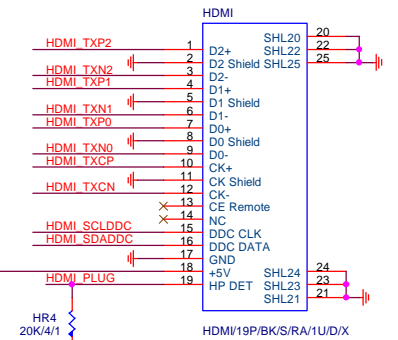 HDMI
HDMI_TXP2 1 D2+ SHL20 20
2 D2 Shield SHL22 22
HDMI_TXN2 3 D2- SHL25 25
HDMI_TXP1 4 D1+
5 D1 Shield
HDMI_TXN1 6 D1-
HDMI_TXP0 7 D0+
8 D0 Shield
HDMI_TXN0 9 D0-
HDMI_TXCP 10 CK+
11 CK Shield
HDMI_TXCN 12 CK-
13 CE Remote
14 NC
HDMI_SCLDDC 15 DDC CLK
HDMI_SDADDC 16 DDC DATA
17 GND
18 +5V SHL24 24
HDMI_PLUG 19 HP DET SHL23 23
SHL21 21
HR4
20K/4/1
HDMI/19P/BK/S/RA/1U/D/X